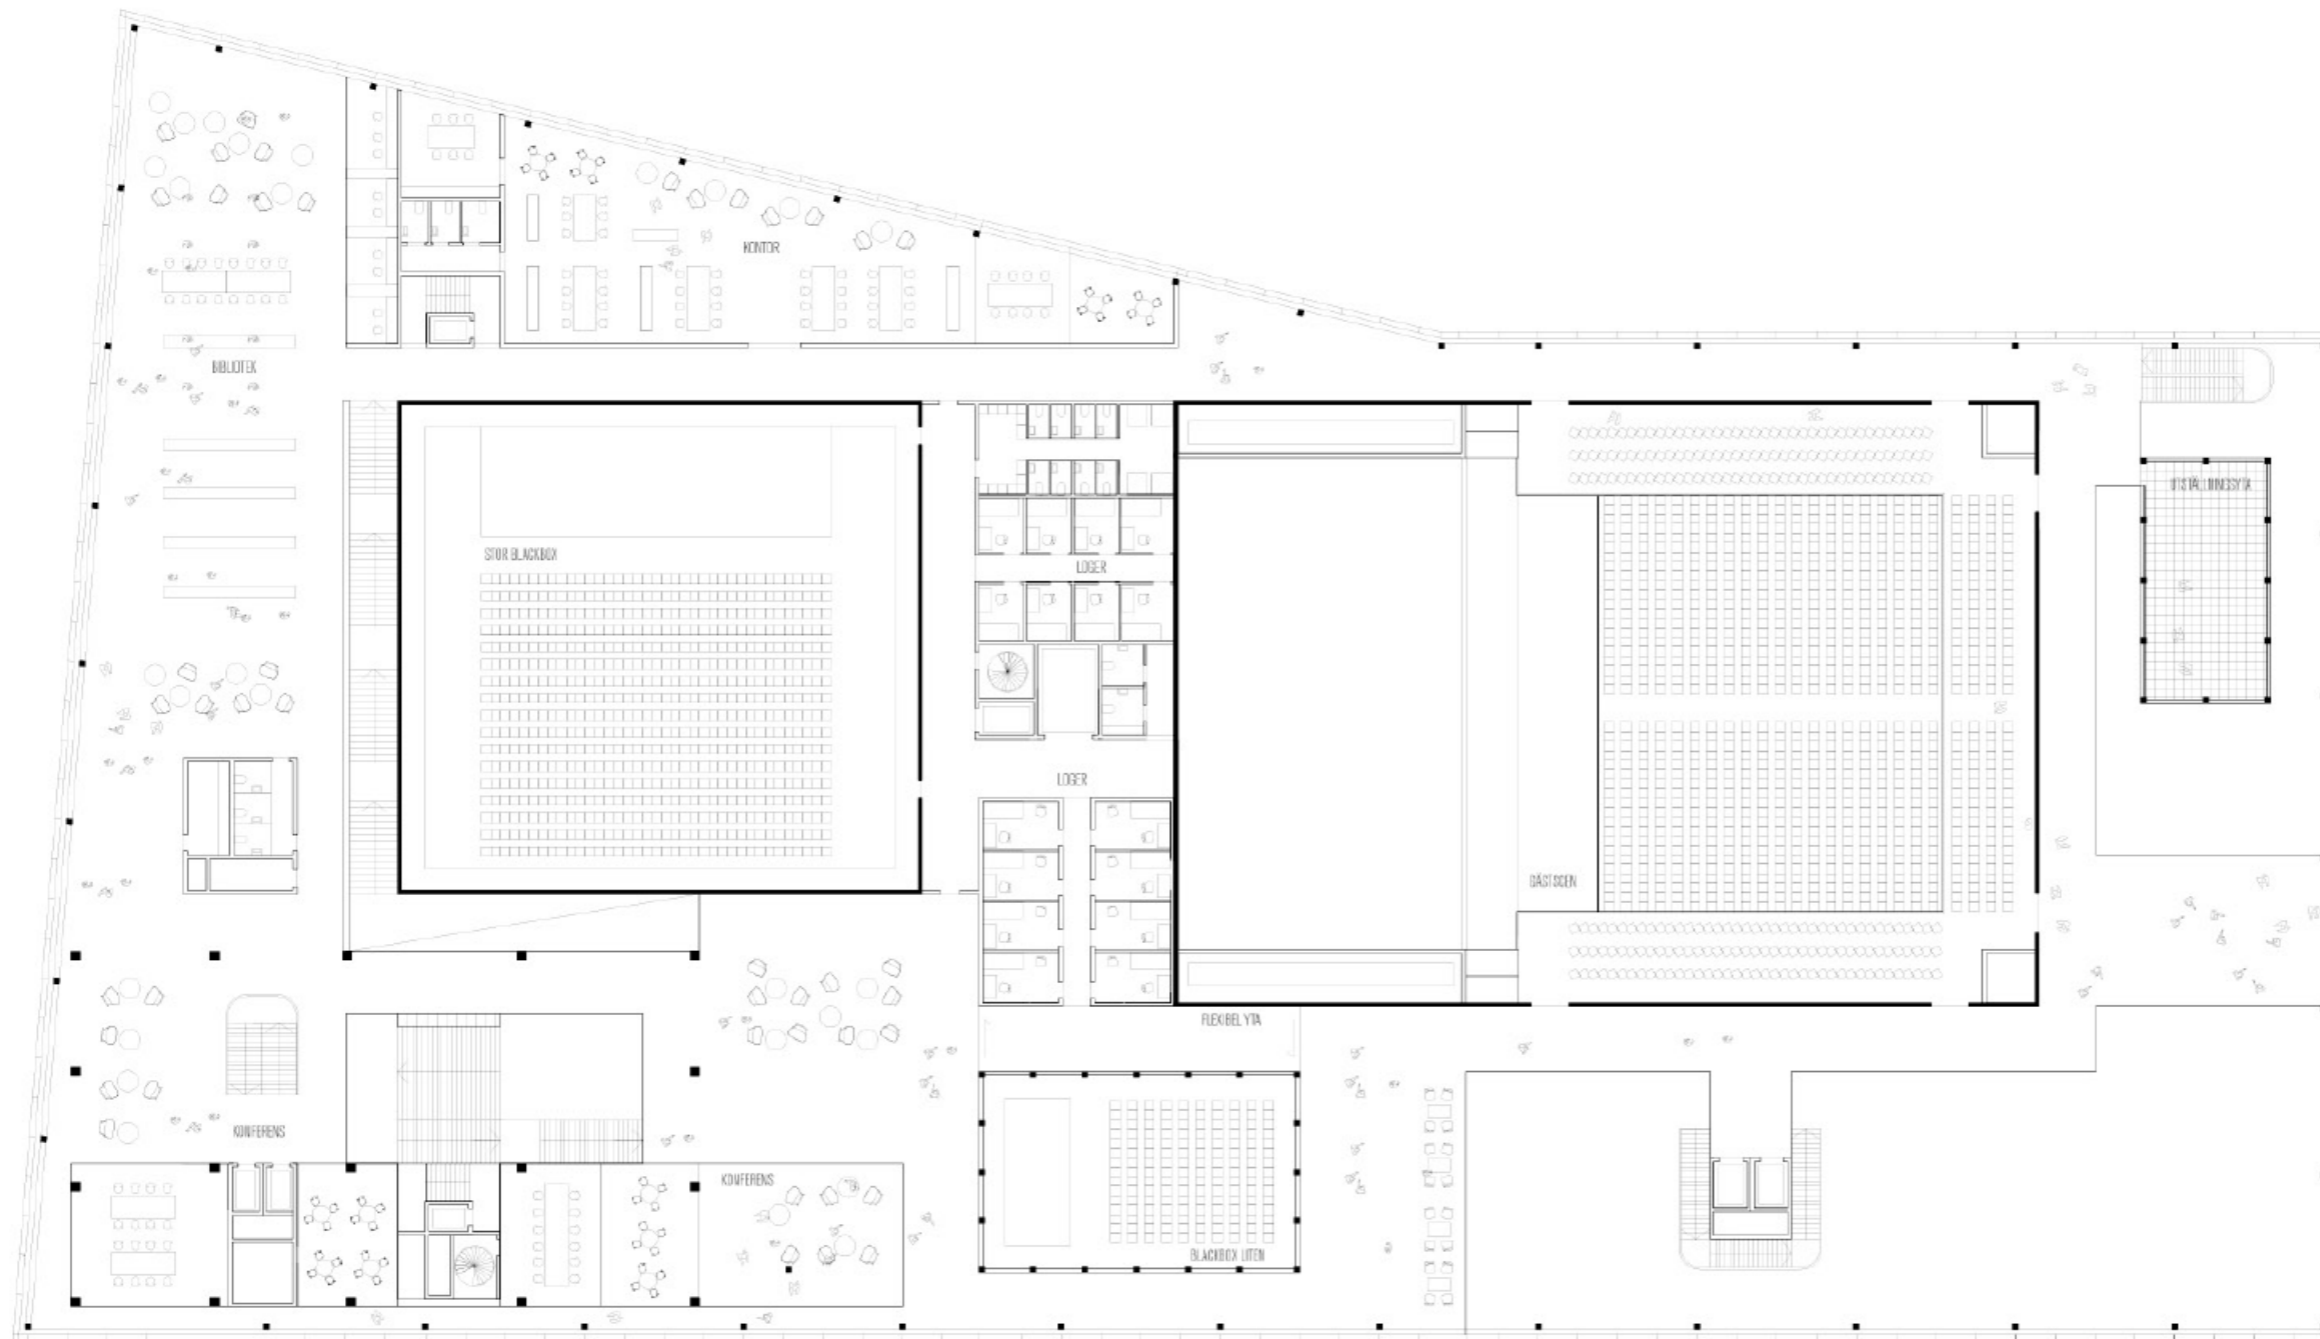 KONTOR
BIBLIOTEK
UTSTÄLLNINGSYTA
STOR BLACKBOX
LOGER
LOGER
GÄSTSCEN
FLEXIBEL YTA
KONFERENS
KONFERENS
BLACKBOX LITEN